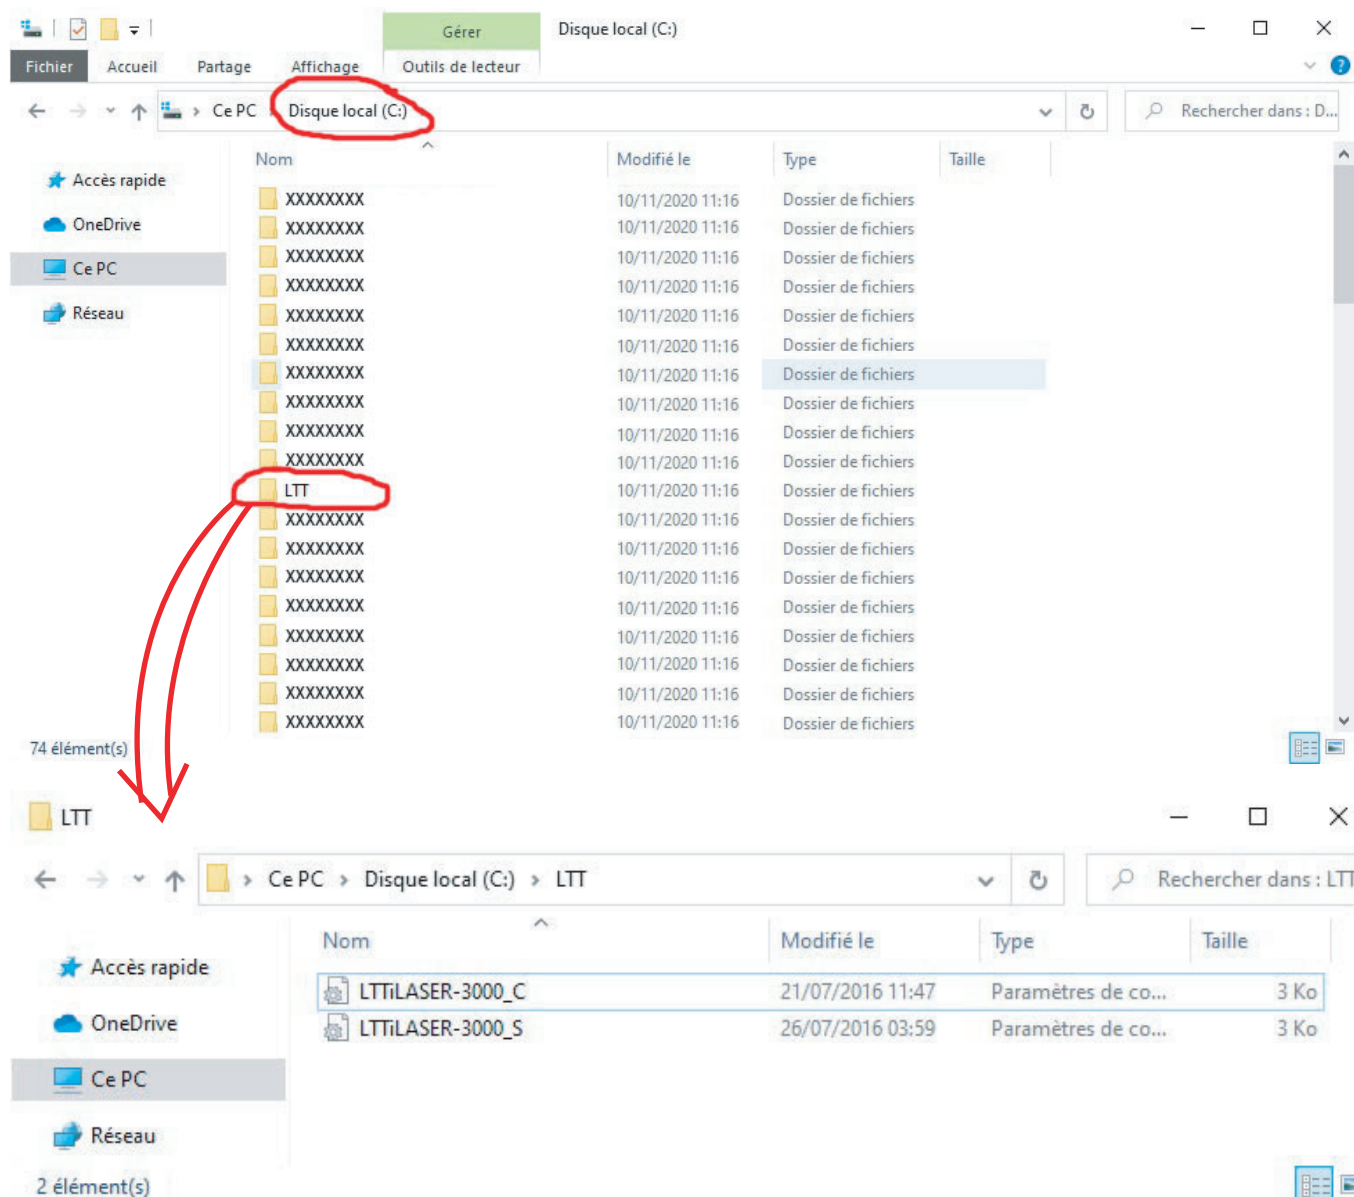 Gérer Disque local (C:)
Fichier Accueil Partage Affichage Outils de lecteur
Ce PC Disque local (C:) Rechercher dans : D...
Nom Modifié le Type Taille
Accès rapide
OneDrive
Ce PC
Réseau
XXXXXXXX 10/11/2020 11:16 Dossier de fichiers
XXXXXXXX 10/11/2020 11:16 Dossier de fichiers
XXXXXXXX 10/11/2020 11:16 Dossier de fichiers
XXXXXXXX 10/11/2020 11:16 Dossier de fichiers
XXXXXXXX 10/11/2020 11:16 Dossier de fichiers
XXXXXXXX 10/11/2020 11:16 Dossier de fichiers
XXXXXXXX 10/11/2020 11:16 Dossier de fichiers
XXXXXXXX 10/11/2020 11:16 Dossier de fichiers
XXXXXXXX 10/11/2020 11:16 Dossier de fichiers
XXXXXXXX 10/11/2020 11:16 Dossier de fichiers
LTT 10/11/2020 11:16 Dossier de fichiers
XXXXXXXX 10/11/2020 11:16 Dossier de fichiers
XXXXXXXX 10/11/2020 11:16 Dossier de fichiers
XXXXXXXX 10/11/2020 11:16 Dossier de fichiers
XXXXXXXX 10/11/2020 11:16 Dossier de fichiers
XXXXXXXX 10/11/2020 11:16 Dossier de fichiers
XXXXXXXX 10/11/2020 11:16 Dossier de fichiers
XXXXXXXX 10/11/2020 11:16 Dossier de fichiers
XXXXXXXX 10/11/2020 11:16 Dossier de fichiers
74 élément(s)
LTT
Ce PC > Disque local (C:) > LTT Rechercher dans : LTT
Nom Modifié le Type Taille
Accès rapide
OneDrive
Ce PC
Réseau
LTTiLASER-3000_C 21/07/2016 11:47 Paramètres de co... 3 Ko
LTTiLASER-3000_S 26/07/2016 03:59 Paramètres de co... 3 Ko
2 élément(s)